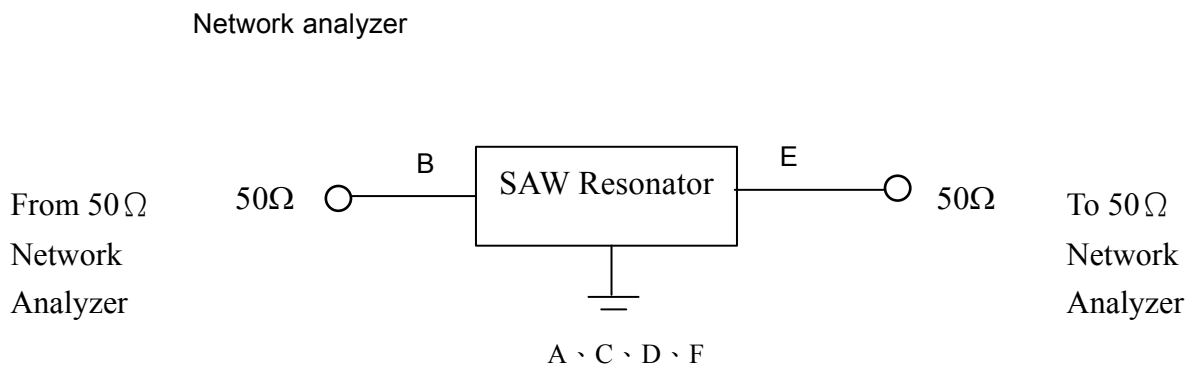 Network analyzer
B
E
SAW Resonator
From 50Ω
Network
Analyzer
50Ω
50Ω
To 50Ω
Network
Analyzer
A、C、D、F